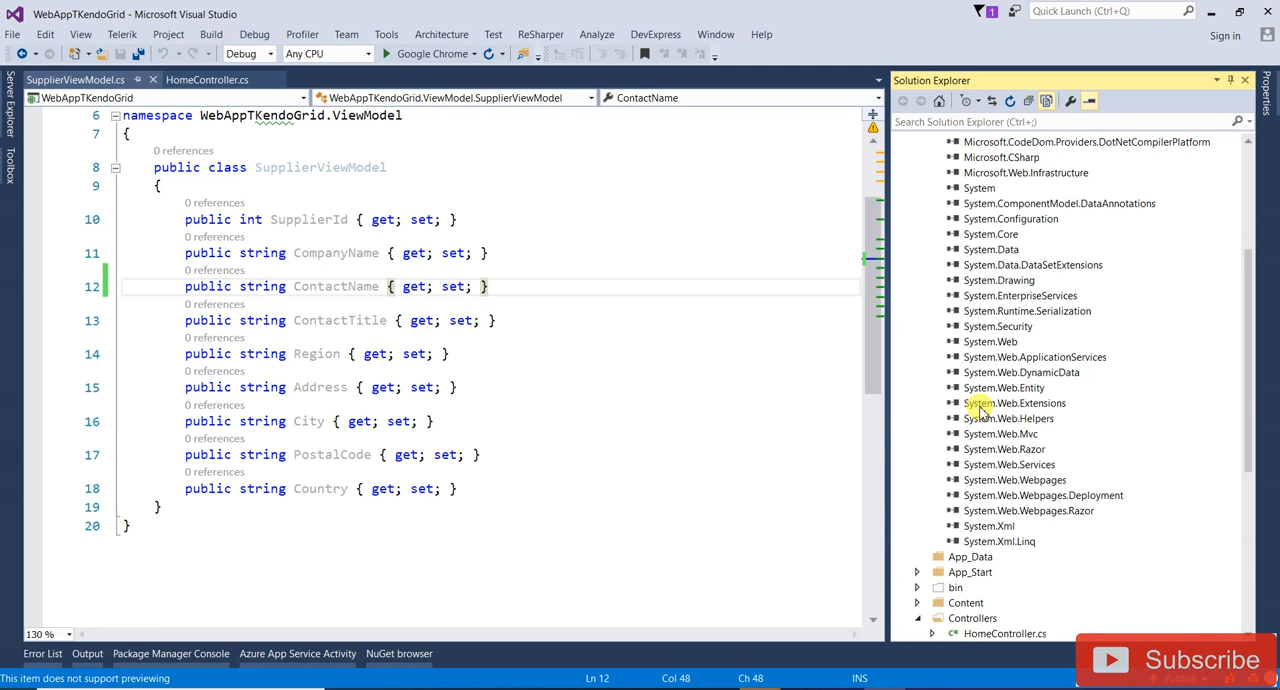 WebAppTKendoGrid - Microsoft Visual Studio
1
Quick Launch (Ctrl+Q)
File Edit View Telerik Project Build Debug Profiler Team Tools Architecture Test ReSharper Analyze DevExpress Window Help
Sign in
Debug Any CPU Google Chrome
Server Explorer
Toolbox
SupplierViewModel.cs HomeController.cs
WebAppTKendoGrid WebAppTKendoGrid.ViewModel.SupplierViewModel ContactName
6 namespace WebAppTKendoGrid.ViewModel
7 {
0 references
8 public class SupplierViewModel
9 {
0 references
10 public int SupplierId { get; set; }
0 references
11 public string CompanyName { get; set; }
0 references
12 public string ContactName { get; set; }
0 references
13 public string ContactTitle { get; set; }
0 references
14 public string Region { get; set; }
0 references
15 public string Address { get; set; }
0 references
16 public string City { get; set; }
0 references
17 public string PostalCode { get; set; }
0 references
18 public string Country { get; set; }
19 }
20 }
130 %
Solution Explorer
Search Solution Explorer (Ctrl+;)
Microsoft.CodeDom.Providers.DotNetCompilerPlatform
Microsoft.CSharp
Microsoft.Web.Infrastructure
System
System.ComponentModel.DataAnnotations
System.Configuration
System.Core
System.Data
System.Data.DataSetExtensions
System.Drawing
System.EnterpriseServices
System.Runtime.Serialization
System.Security
System.Web
System.Web.ApplicationServices
System.Web.DynamicData
System.Web.Entity
System.Web.Extensions
System.Web.Helpers
System.Web.Mvc
System.Web.Razor
System.Web.Services
System.Web.Webpages
System.Web.Webpages.Deployment
System.Web.Webpages.Razor
System.Xml
System.Xml.Linq
App_Data
App_Start
bin
Content
Controllers
HomeController.cs
Properties
Error List Output Package Manager Console Azure App Service Activity NuGet browser
This item does not support previewing Ln 12 Col 48 Ch 48 INS
Publish
Subscribe